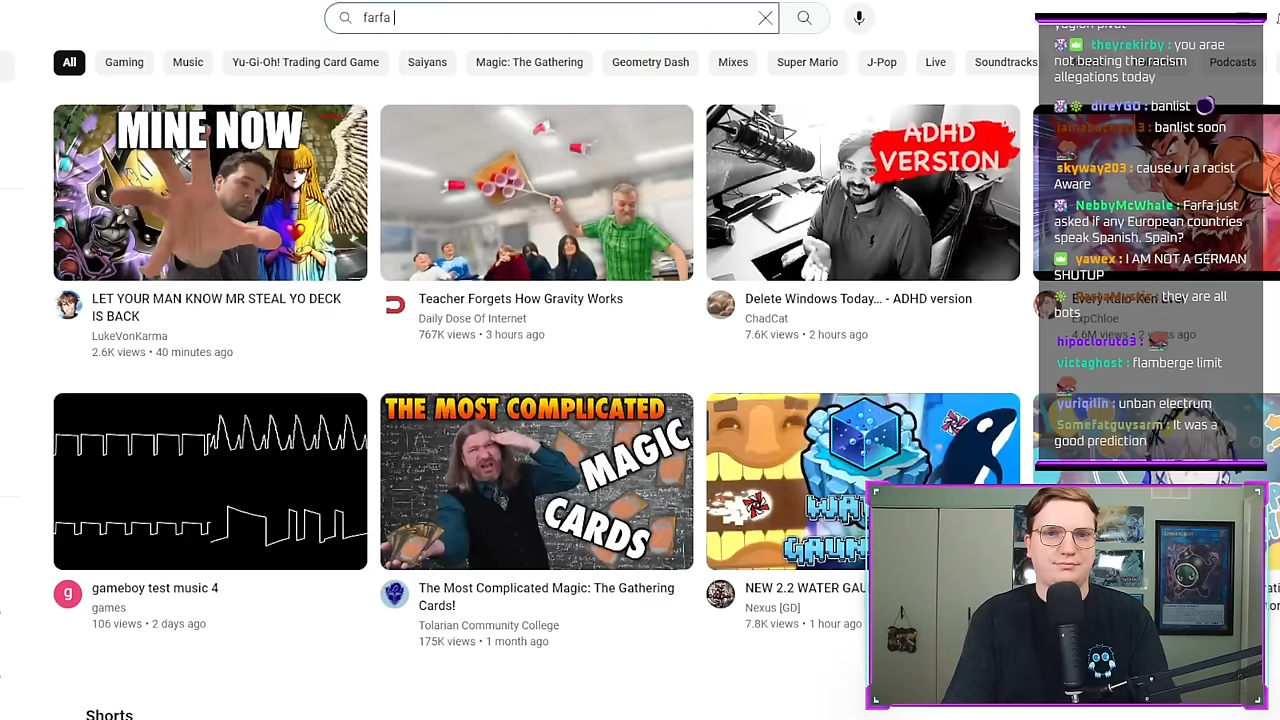 farfa
All
Gaming
Music
Yu-Gi-Oh! Trading Card Game
Saiyans
Magic: The Gathering
Geometry Dash
Mixes
Super Mario
J-Pop
Live
Soundtracks
Podcasts
MINE NOW
LET YOUR MAN KNOW MR STEAL YO DECK
IS BACK
LukeVonKarma
2.6K views • 40 minutes ago
Teacher Forgets How Gravity Works
Daily Dose Of Internet
767K views • 3 hours ago
ADHD
VERSION
Delete Windows Today... - ADHD version
ChadCat
7.6K views • 2 hours ago
ExpChloe
g
gameboy test music 4
games
106 views • 2 days ago
THE MOST COMPLICATED
MAGIC
CARDS
The Most Complicated Magic: The Gathering
Cards!
Tolarian Community College
175K views • 1 month ago
NEW 2.2 WATER GAU
Nexus [GD]
7.8K views • 1 hour ago
Shorts
theyrekirby : you arae
not beating the racism
allegations today
direYGO : banlist
banlist soon
skyway203 : cause u r a racist
Aware
NebbyMcWhale : Farfa just
asked if any European countries
speak Spanish. Spain?
yawex : I AM NOT A GERMAN
SHUTUP
they are all
bots
hipocloruto3 :
victaghost : flamberge limit
yuriqilin : unban electrum
Somefatguysarm : It was a
good prediction